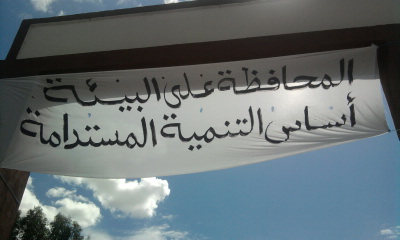 المحافظة على البيئة
أساس التنمية المستدامة